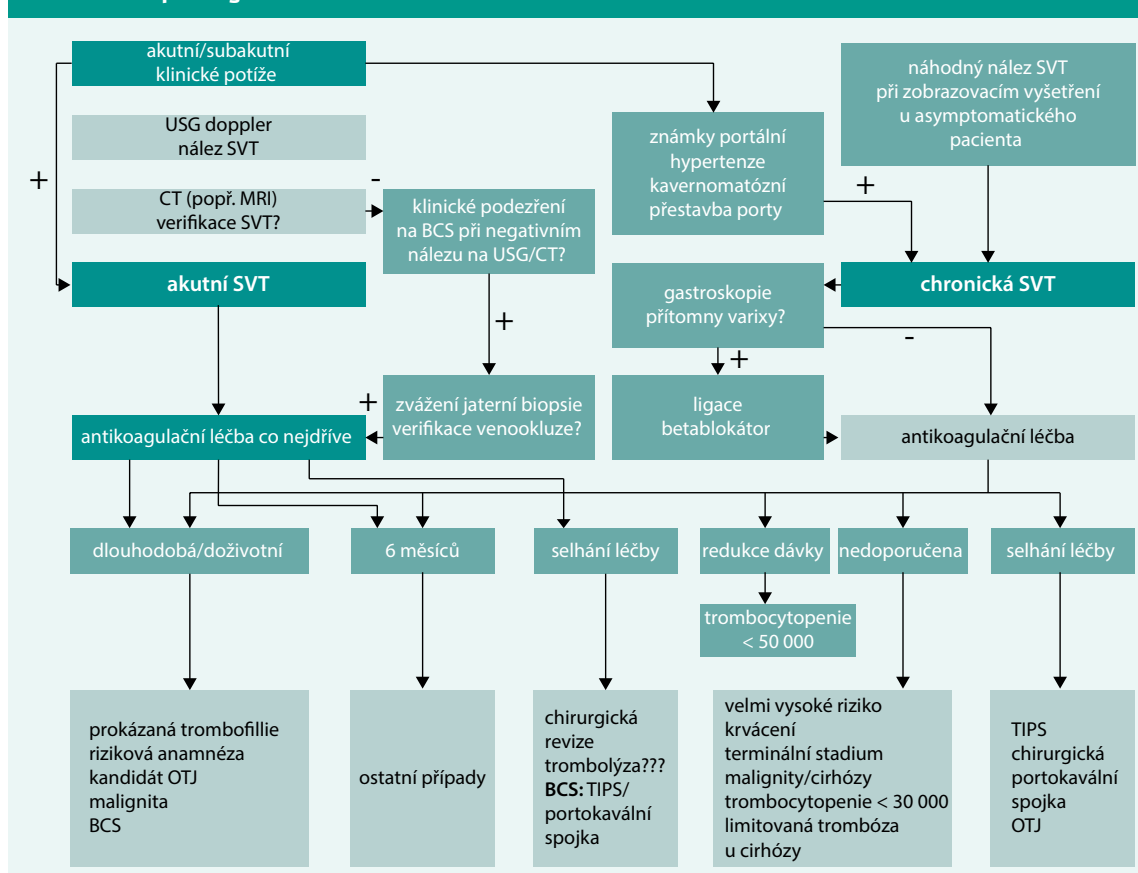 akutní/subakutní
klinické potíže
USG doppler
nález SVT
CT (popř. MRI)
verifikace SVT?
+
-
akutní SVT
klinické podezření
na BCS při negativním
nálezu na USG/CT?
+
známky portální
hypertenze
kavernomatózní
přestavba porty
+
náhodný nález SVT
při zobrazovacím vyšetření
u asymptomatického
pacienta
chronická SVT
gastroskopie
přítomny varixy?
-
+
antikoagulační léčba co nejdříve
+
zvážení jaterní biopsie
verifikace venookluze?
ligace
betablokátor
antikoagulační léčba
dlouhodobá/doživotní
6 měsíců
selhání léčby
redukce dávky
nedoporučena
selhání léčby
trombocytopenie
< 50 000
prokázaná trombofillie
riziková anamnéza
kandidát OTJ
malignita
BCS
ostatní případy
chirurgická
revize
trombolýza???
BCS: TIPS/
portokavální
spojka
velmi vysoké riziko
krvácení
terminální stadium
malignity/cirhózy
trombocytopenie < 30 000
limitovaná trombóza
u cirhózy
TIPS
chirurgická
portokavální
spojka
OTJ